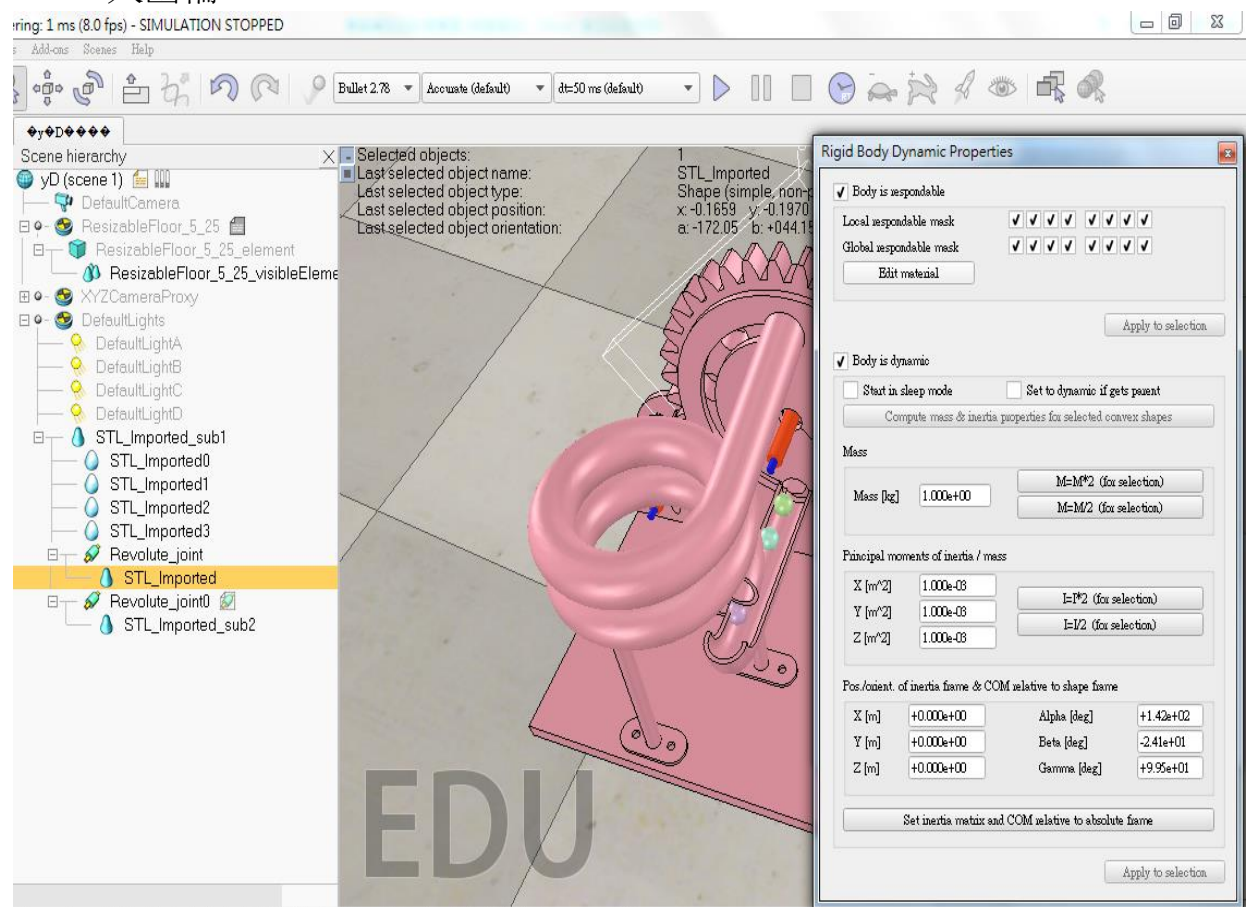 ering: 1 ms (8.0 fps) - SIMULATION STOPPED
Add-ons Scenes Help
Bullet 2.78 Accurate (default) dt=50 ms (default)
�y�D����
Scene hierarchy
yD (scene 1)
DefaultCamera
ResizableFloor_5_25
ResizableFloor_5_25_element
ResizableFloor_5_25_visibleEleme
XYZCameraProxy
DefaultLights
DefaultLightA
DefaultLightB
DefaultLightC
DefaultLightD
STL_Imported_sub1
STL_Imported0
STL_Imported1
STL_Imported2
STL_Imported3
Revolute_joint
STL_Imported
Revolute_joint0
STL_Imported_sub2
Selected objects: 1
Last selected object name: STL_Imported
Last selected object type: Shape (simple, non-p
Last selected object position: x: -0.1659 y: -0.1970
Last selected object orientation: a: -172.05 b: +044.15
EDU
Rigid Body Dynamic Properties
Body is respondable
Local respondable mask
Global respondable mask
Edit material
Apply to selection
Body is dynamic
Start in sleep mode Set to dynamic if gets parent
Compute mass & inertia properties for selected convex shapes
Mass
Mass [kg] 1.000e+00
M=M*2 (for selection)
M=M/2 (for selection)
Principal moments of inertia / mass
X [m^2] 1.000e-03
Y [m^2] 1.000e-03
Z [m^2] 1.000e-03
I=I*2 (for selection)
I=I/2 (for selection)
Pos./orient. of inertia frame & COM relative to shape frame
X [m] +0.000e+00 Alpha [deg] +1.42e+02
Y [m] +0.000e+00 Beta [deg] -2.41e+01
Z [m] +0.000e+00 Gamma [deg] +9.95e+01
Set inertia matrix and COM relative to absolute frame
Apply to selection